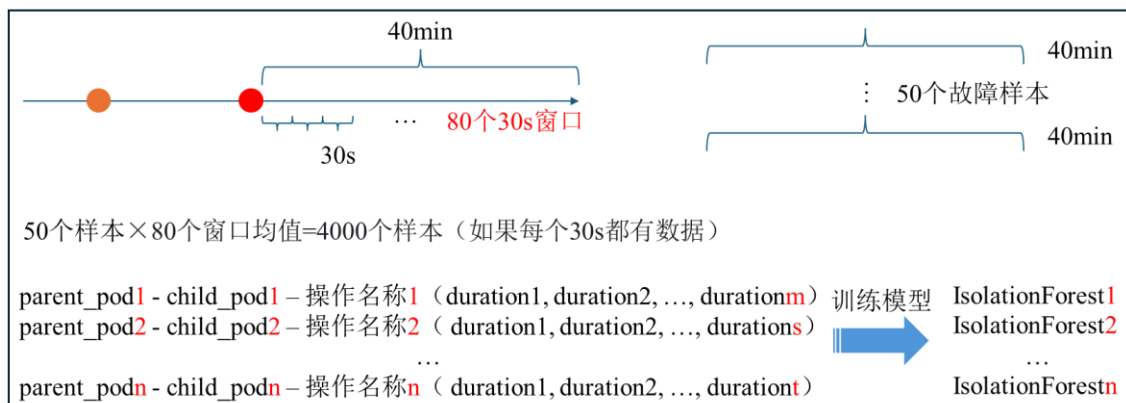 40min
80个30s窗口
...
30s
40min
⋮ 50个故障样本
40min
50个样本×80个窗口均值=4000个样本（如果每个30s都有数据）
parent_pod1 - child_pod1 – 操作名称1（duration1, duration2, …, durationm）
parent_pod2 - child_pod2 – 操作名称2（duration1, duration2, …, durations）
…
parent_podn - child_podn – 操作名称n（duration1, duration2, …, durationt）
训练模型
IsolationForest1
IsolationForest2
…
IsolationForestn